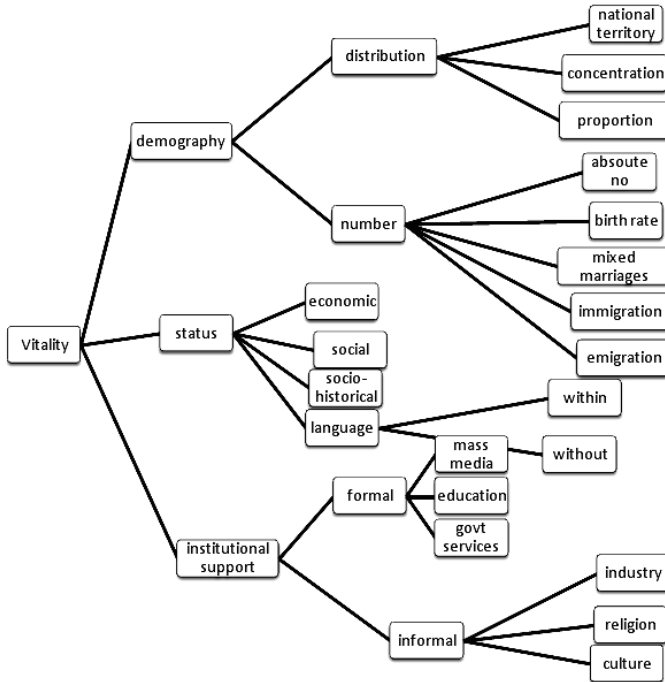 national
territory
distribution
concentration
proportion
demography
absoute
no
number
birth rate
mixed
marriages
immigration
emigration
Vitality
status
economic
social
socio-
historical
language
within
without
institutional
support
formal
mass
media
education
govt
services
informal
industry
religion
culture